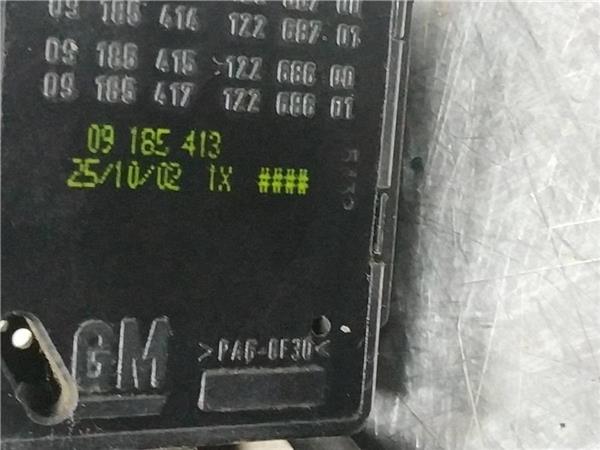 09 185 414 122 687 01
09 185 415 122 686 00
09 185 417 122 686 01
09 185 413
25/10/02 1X ####
GM
>PA6-GF30<